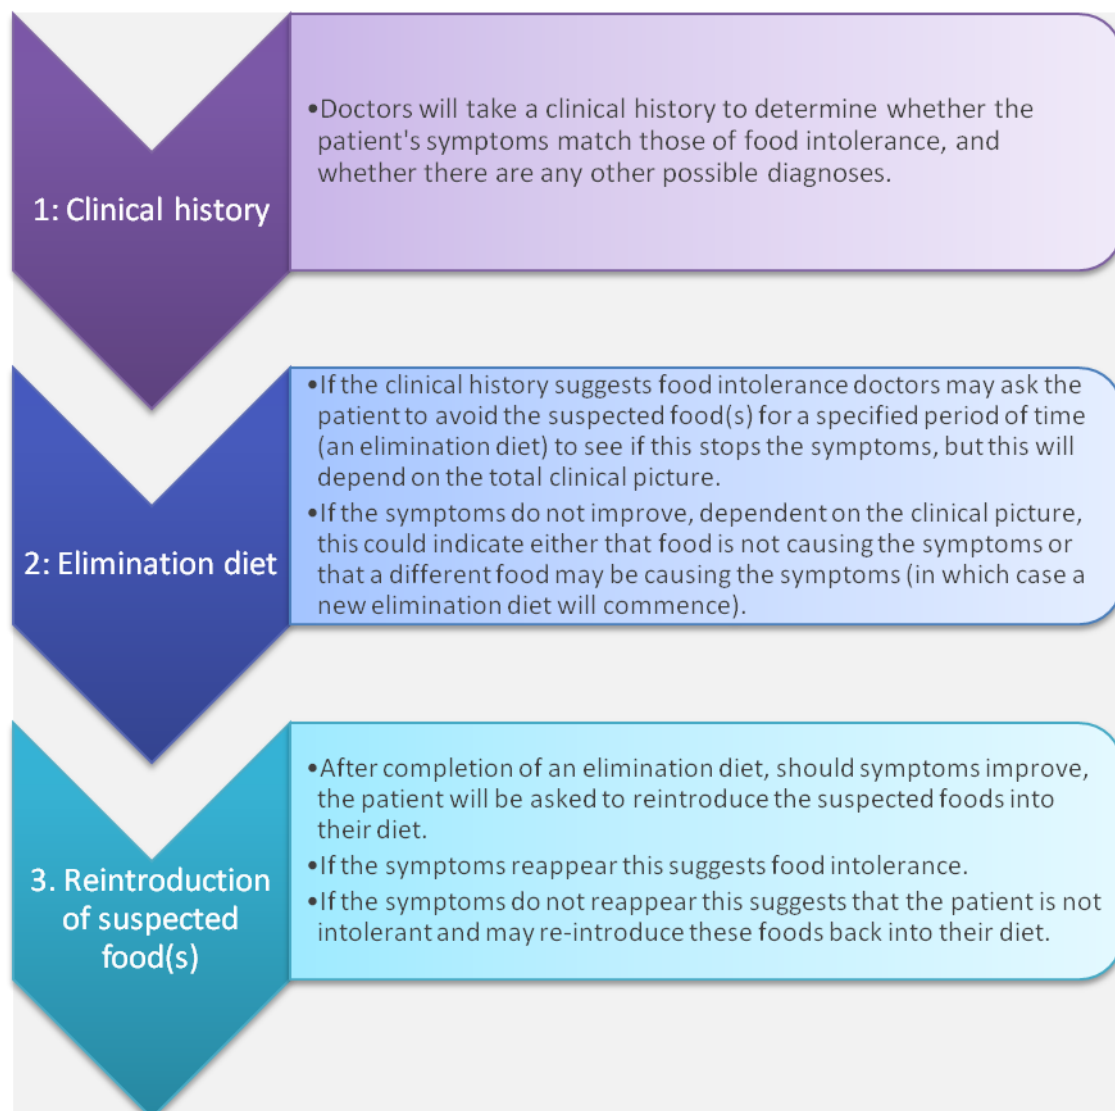 1: Clinical history
•Doctors will take a clinical history to determine whether the
patient's symptoms match those of food intolerance, and
whether there are any other possible diagnoses.
2: Elimination diet
•If the clinical history suggests food intolerance doctors may ask the
patient to avoid the suspected food(s) for a specified period of time
(an elimination diet) to see if this stops the symptoms, but this will
depend on the total clinical picture.
•If the symptoms do not improve, dependent on the clinical picture,
this could indicate either that food is not causing the symptoms or
that a different food may be causing the symptoms (in which case a
new elimination diet will commence).
3. Reintroduction
of suspected
food(s)
•After completion of an elimination diet, should symptoms improve,
the patient will be asked to reintroduce the suspected foods into
their diet.
•If the symptoms reappear this suggests food intolerance.
•If the symptoms do not reappear this suggests that the patient is not
intolerant and may re-introduce these foods back into their diet.